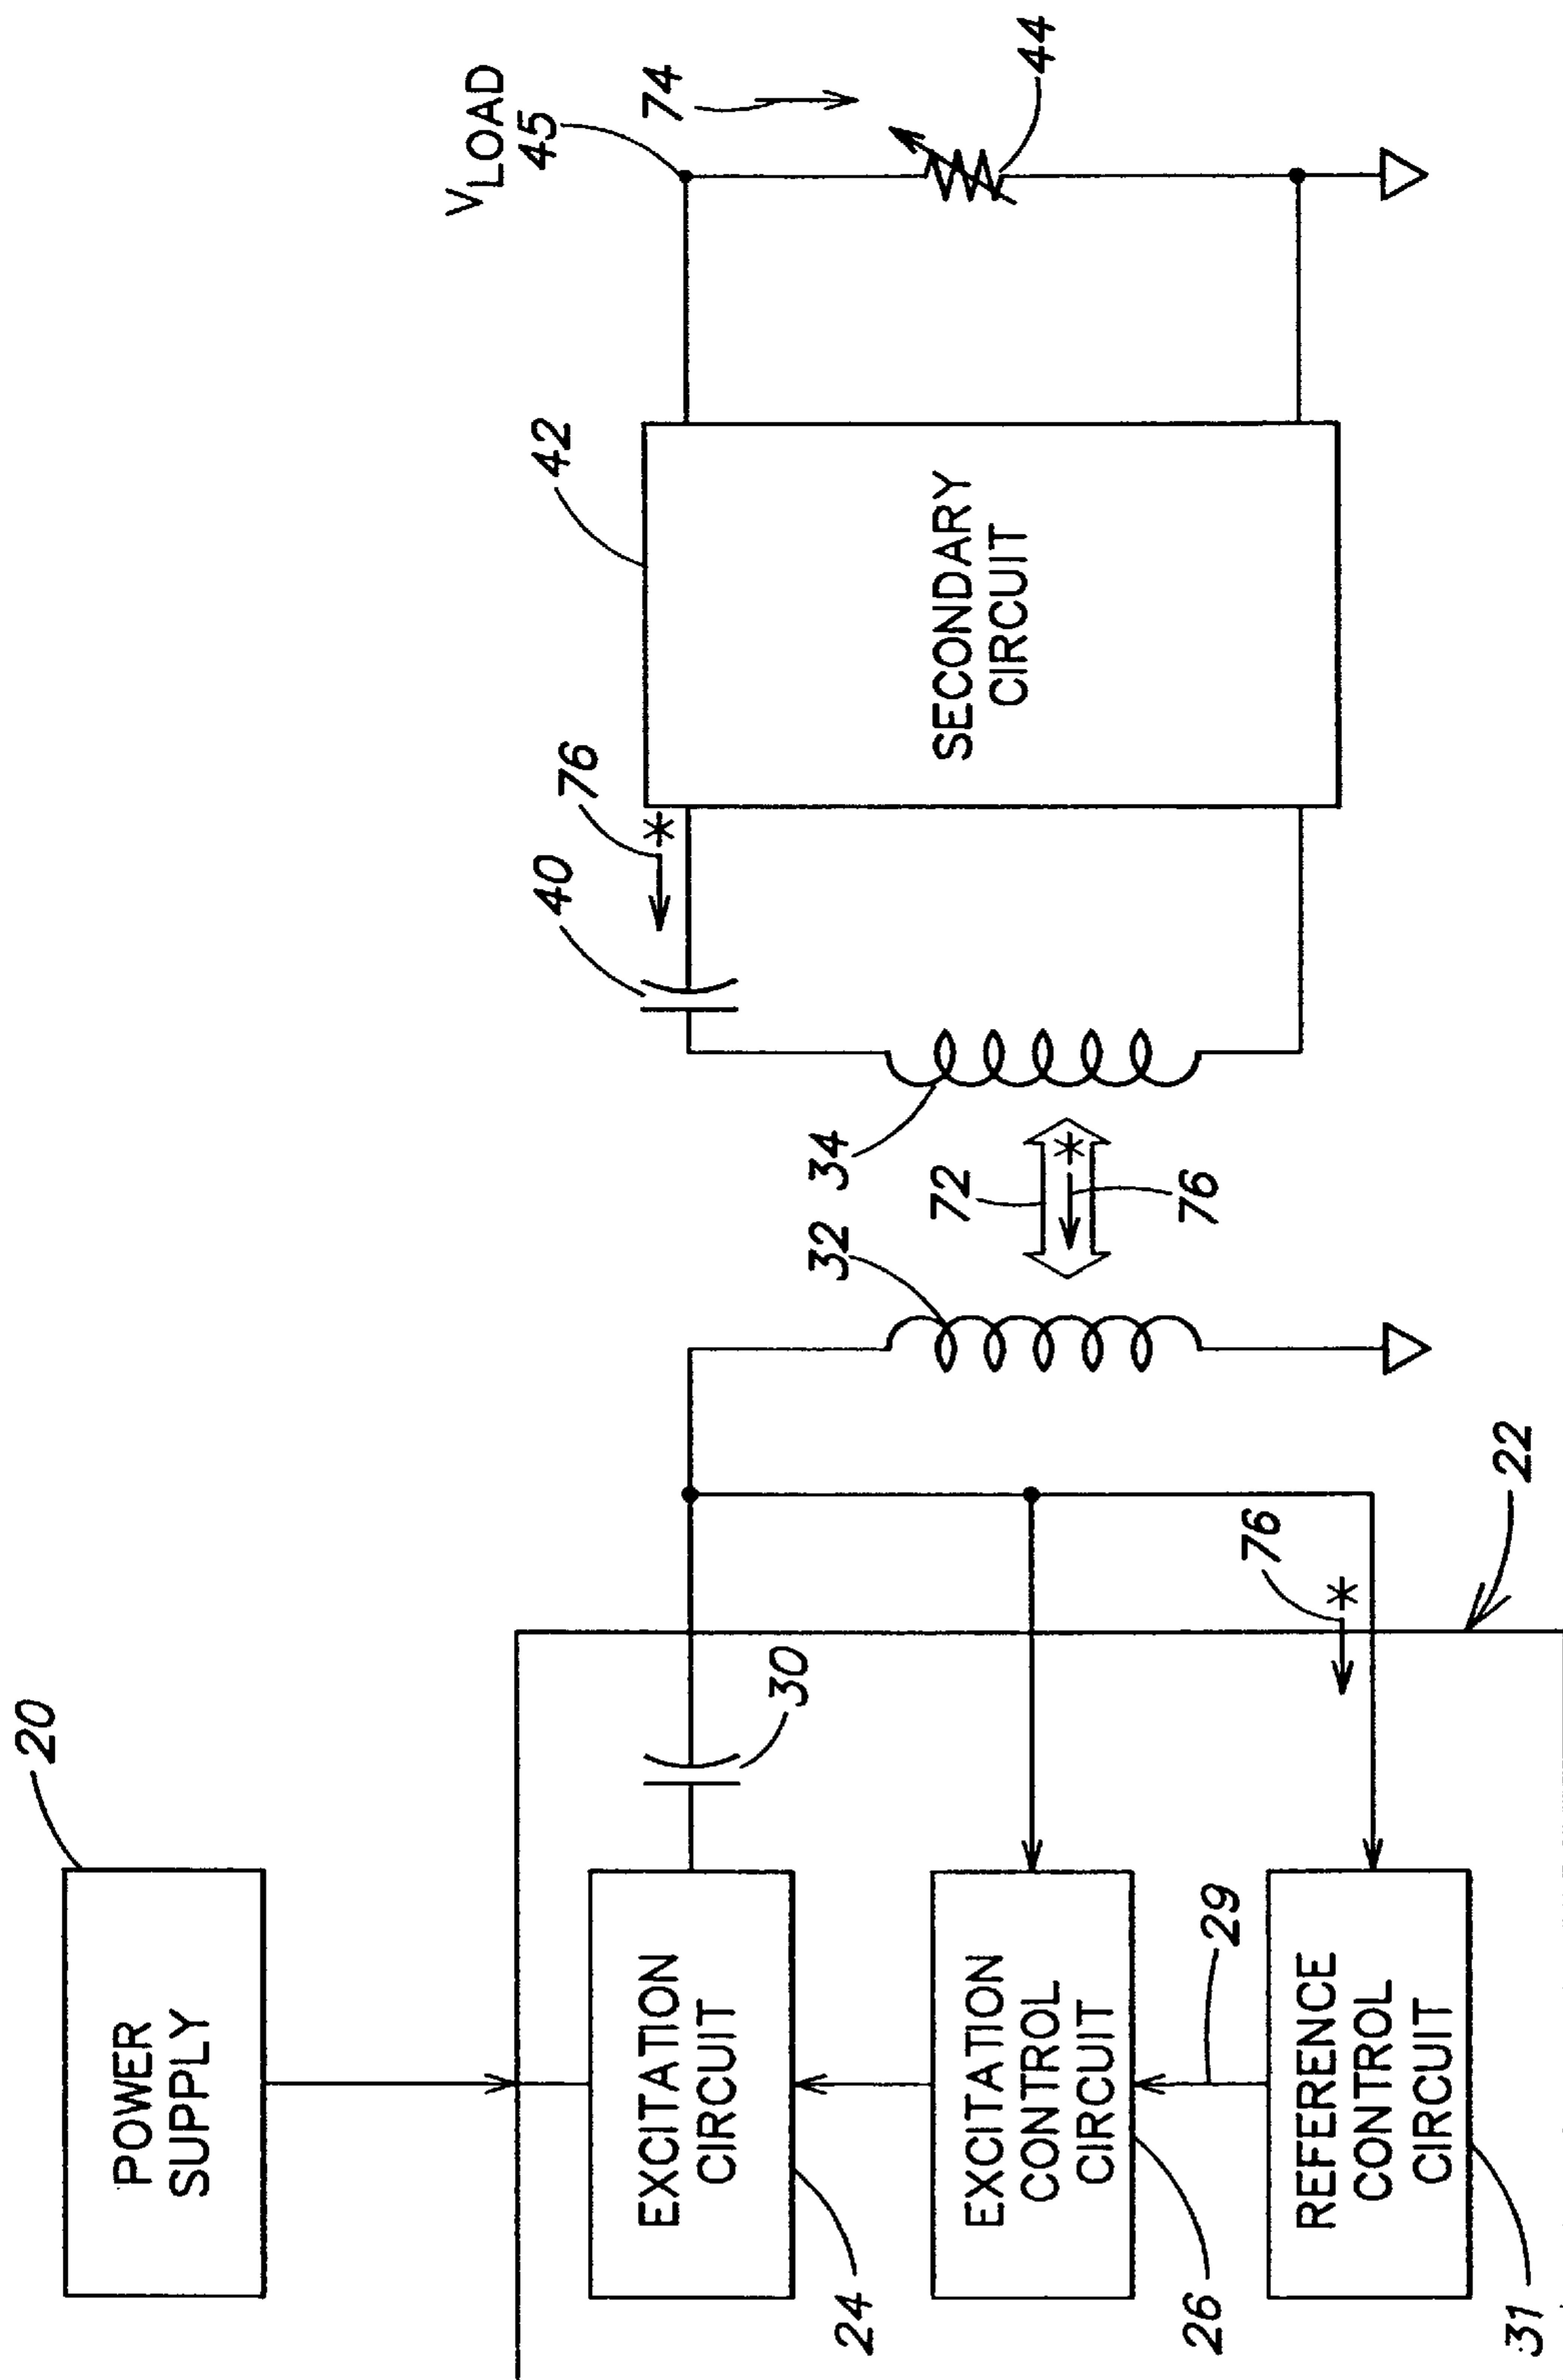 20
POWER
SUPPLY
EXCITATION
CIRCUIT
24
30
EXCITATION
CONTROL
CIRCUIT
26
29
REFERENCE
CONTROL
CIRCUIT
31
76
22
32
34
72
76
40
76
42
SECONDARY
CIRCUIT
VLOAD
45
74
44